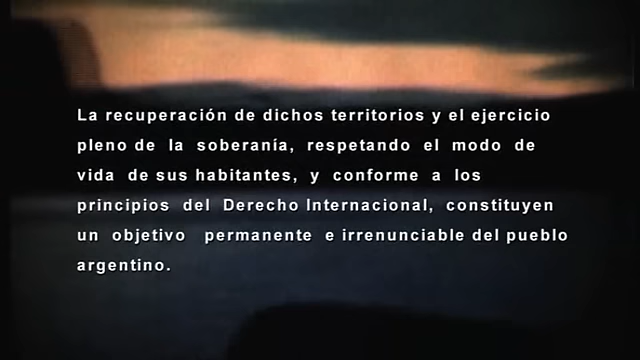 La recuperación de dichos territorios y el ejercicio
pleno de la soberanía, respetando el modo de
vida de sus habitantes, y conforme a los
principios del Derecho Internacional, constituyen
un objetivo permanente e irrenunciable del pueblo
argentino.